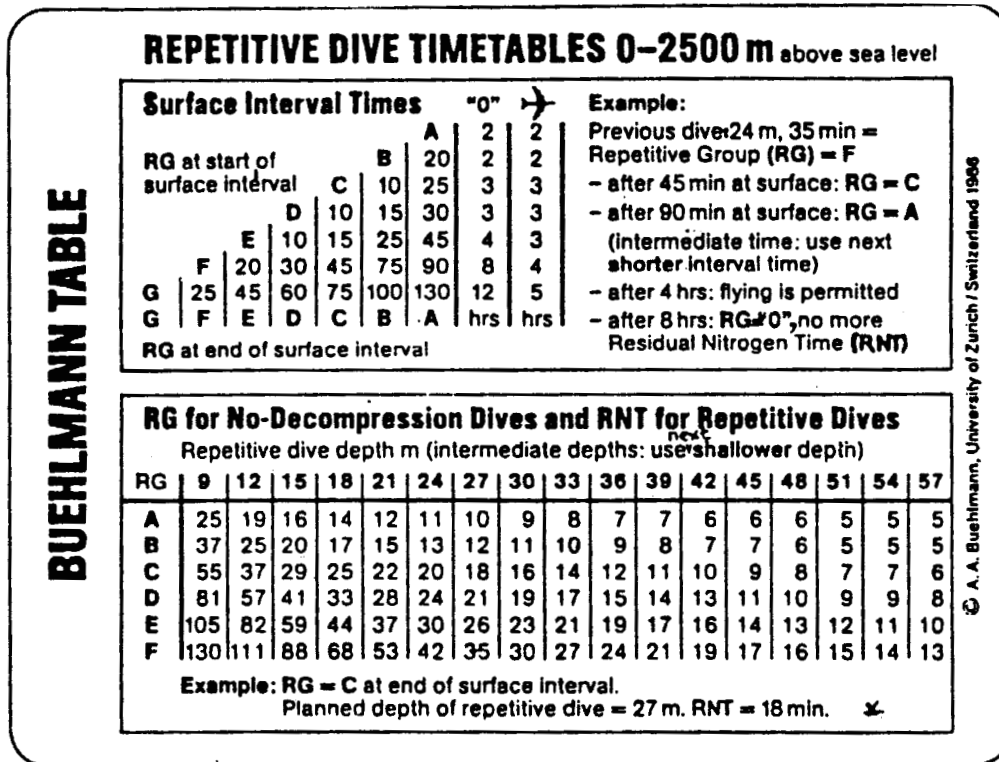 REPETITIVE DIVE TIMETABLES 0–2500 m above sea level
BUEHLMANN TABLE
Surface Interval Times "0"
A 2 2
RG at start of B 20 2 2
surface interval C 10 25 3 3
D 10 15 30 3 3
E 10 15 25 45 4 3
F 20 30 45 75 90 8 4
G 25 45 60 75 100 130 12 5
G F E D C B A hrs hrs
RG at end of surface interval
Example:
Previous dive: 24 m, 35 min =
Repetitive Group (RG) = F
– after 45 min at surface: RG = C
– after 90 min at surface: RG = A
(intermediate time: use next
shorter interval time)
– after 4 hrs: flying is permitted
– after 8 hrs: RG="0", no more
Residual Nitrogen Time (RNT)
RG for No-Decompression Dives and RNT for Repetitive Dives
Repetitive dive depth m (intermediate depths: use next shallower depth)
RG 9 12 15 18 21 24 27 30 33 36 39 42 45 48 51 54 57
A 25 19 16 14 12 11 10 9 8 7 7 6 6 6 5 5 5
B 37 25 20 17 15 13 12 11 10 9 8 7 7 6 5 5 5
C 55 37 29 25 22 20 18 16 14 12 11 10 9 8 7 7 6
D 81 57 41 33 28 24 21 19 17 15 14 13 11 10 9 9 8
E 105 82 59 44 37 30 26 23 21 19 17 16 14 13 12 11 10
F 130 111 88 68 53 42 35 30 27 24 21 19 17 16 15 14 13
Example: RG = C at end of surface interval.
Planned depth of repetitive dive = 27 m. RNT = 18 min.
© A. A. Buehlmann, University of Zurich / Switzerland 1986